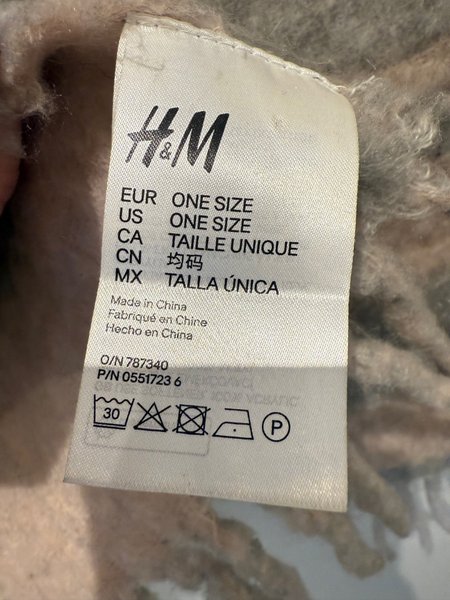 H&M
EUR ONE SIZE
US ONE SIZE
CA TAILLE UNIQUE
CN 均码
MX TALLA ÚNICA
Made in China
Fabriqué en Chine
Hecho en China
O/N 787340
P/N 0551723 6
30 P